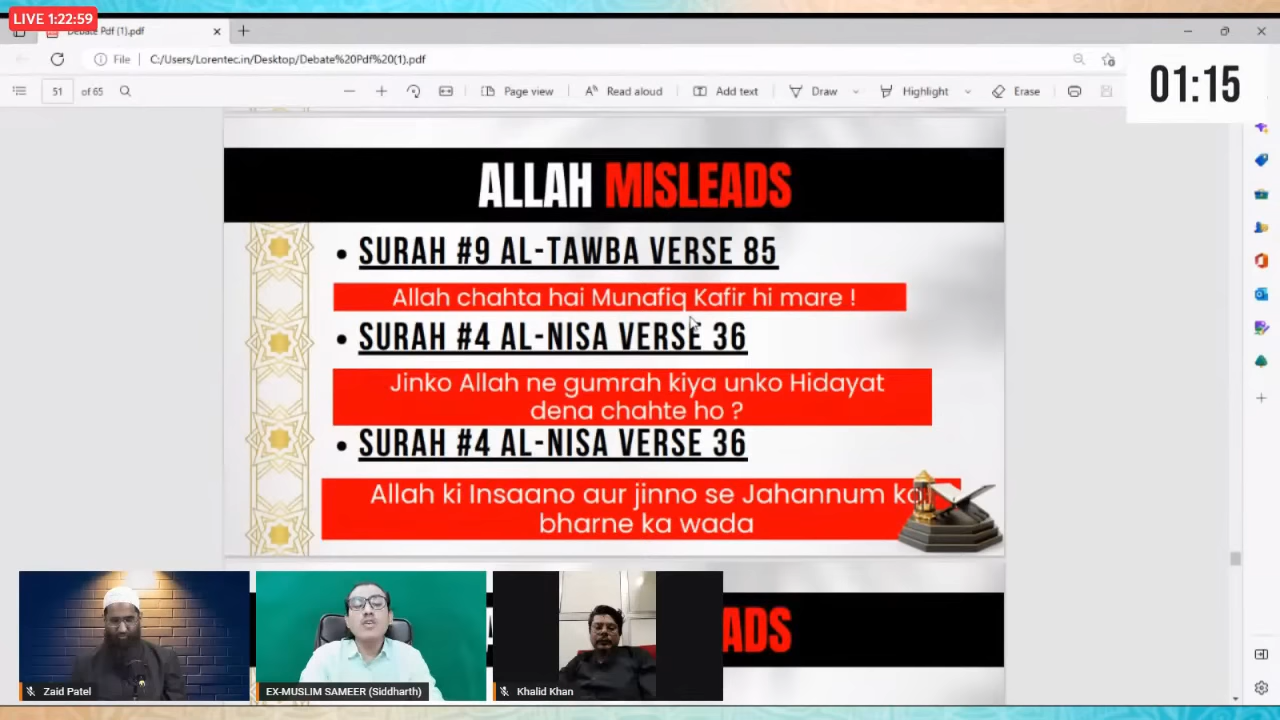 LIVE 1:22:59
Debate Pdf (1).pdf
File
C:/Users/Lorentec.in/Desktop/Debate%20Pdf%20(1).pdf
01:15
51 of 65
Page view
Read aloud
Add text
Draw
Highlight
Erase
ALLAH MISLEADS
• SURAH #9 AL-TAWBA VERSE 85
Allah chahta hai Munafiq Kafir hi mare !
• SURAH #4 AL-NISA VERSE 36
Jinko Allah ne gumrah kiya unko Hidayat
dena chahte ho ?
• SURAH #4 AL-NISA VERSE 36
Allah ki Insaano aur jinno se Jahannum ko
bharne ka wada
ADS
Zaid Patel
EX-MUSLIM SAMEER (Siddharth)
Khalid Khan